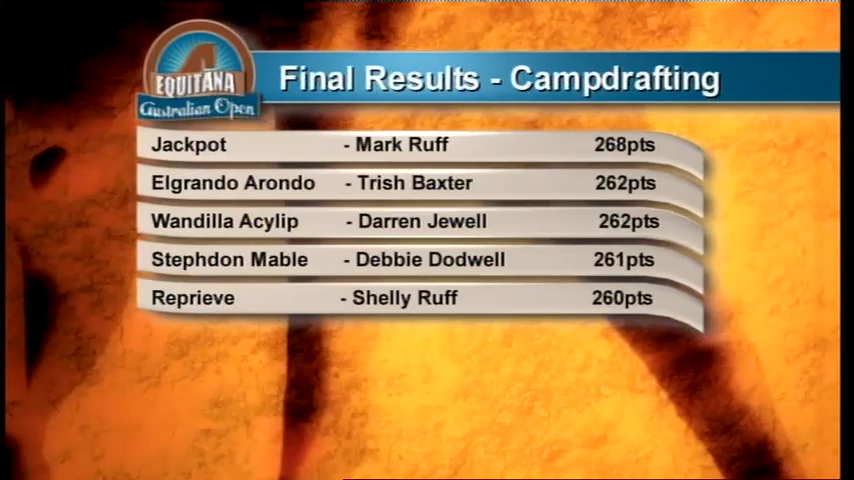 EQUITANA
Australian Open
Final Results - Campdrafting
Jackpot - Mark Ruff 268pts
Elgrando Arondo - Trish Baxter 262pts
Wandilla Acylip - Darren Jewell 262pts
Stephdon Mable - Debbie Dodwell 261pts
Reprieve - Shelly Ruff 260pts